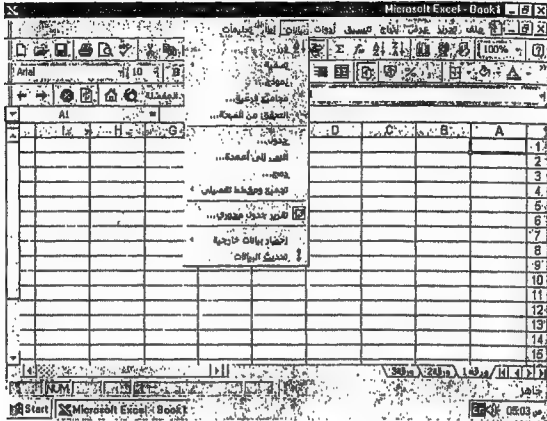 Microsoft Excel - Book1
ملف تحرير عرض إدراج تنسيق أدوات بيانات إطار تعليمات
100%
Arial 10 B
المفضلة
A1 =
فرز...
تصفية
نموذج...
مجاميع فرعية...
التحقق من الصحة...
جدول...
النص إلى أعمدة...
دمج...
تجميع ومخطط تفصيلي
تقرير جدول محوري...
إحضار بيانات خارجية
تحديث البيانات
A B C D G H I
1
2
3
4
5
6
7
8
9
10
11
12
13
14
15
ورقة1 ورقة2 ورقة3
جاهز
NUM
Start Microsoft Excel - Book1 05:03 ص